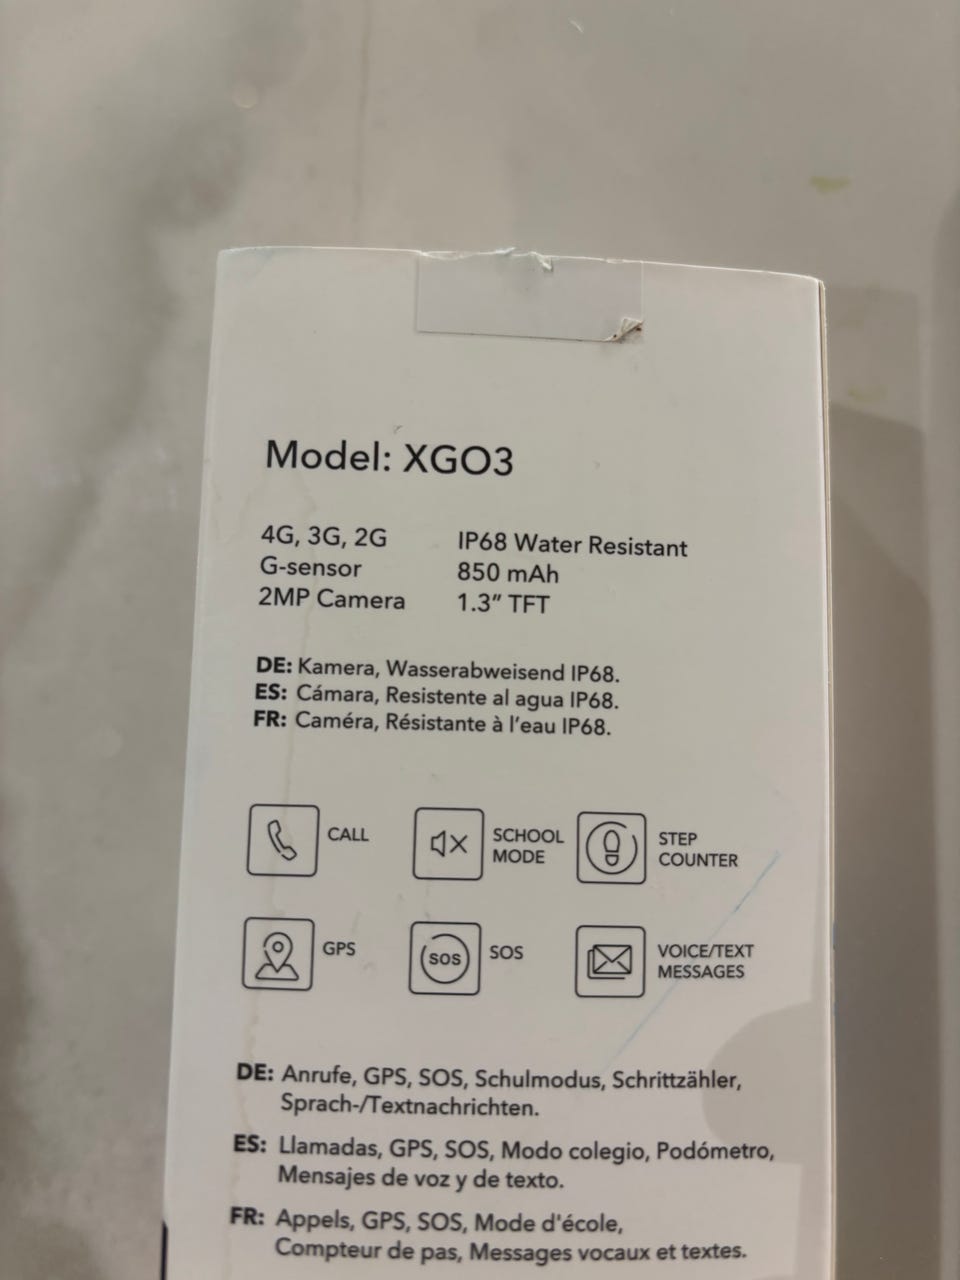 Model: XGO3
4G, 3G, 2G
G-sensor
2MP Camera
IP68 Water Resistant
850 mAh
1.3” TFT
DE: Kamera, Wasserabweisend IP68.
ES: Cámara, Resistente al agua IP68.
FR: Caméra, Résistante à l’eau IP68.
CALL
SCHOOL
MODE
STEP
COUNTER
GPS
SOS
SOS
VOICE/TEXT
MESSAGES
DE: Anrufe, GPS, SOS, Schulmodus, Schrittzähler,
Sprach-/Textnachrichten.
ES: Llamadas, GPS, SOS, Modo colegio, Podómetro,
Mensajes de voz y de texto.
FR: Appels, GPS, SOS, Mode d'école,
Compteur de pas, Messages vocaux et textes.